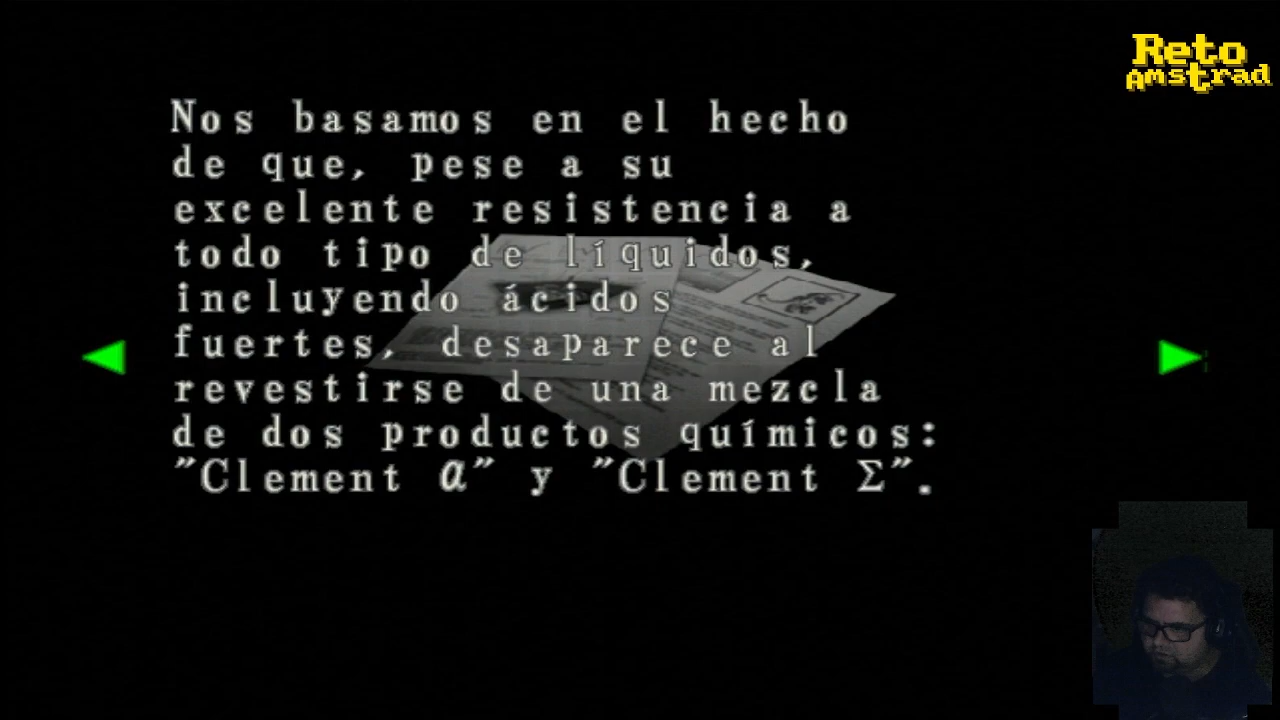 Reto
Amstrad
Nos basamos en el hecho
de que, pese a su
excelente resistencia a
todo tipo de líquidos,
incluyendo ácidos
fuertes, desaparece al
revestirse de una mezcla
de dos productos químicos:
"Clement α" y "Clement Σ".